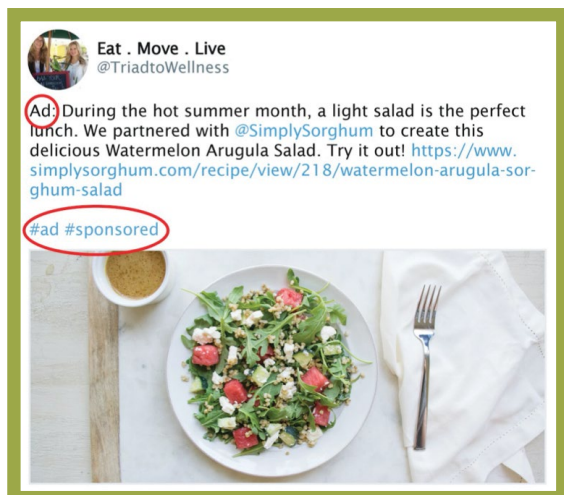 Eat . Move . Live
@TriadtoWellness
Ad: During the hot summer month, a light salad is the perfect
lunch. We partnered with @SimplySorghum to create this
delicious Watermelon Arugula Salad. Try it out! https://www.
simplysorghum.com/recipe/view/218/watermelon-arugula-sor-
ghum-salad
#ad #sponsored